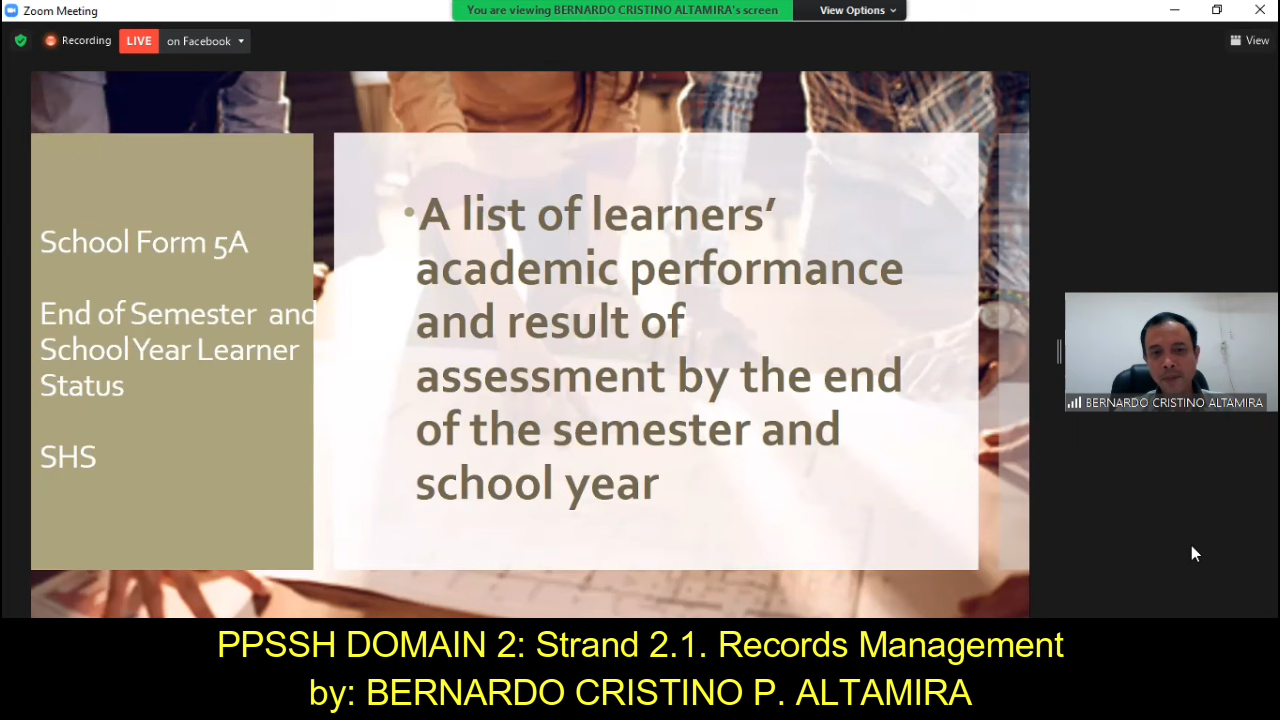 Zoom Meeting
You are viewing BERNARDO CRISTINO ALTAMIRA's screen
View Options
Recording
LIVE
on Facebook
View
School Form 5A
End of Semester and
School Year Learner
Status
SHS
•A list of learners’
academic performance
and result of
assessment by the end
of the semester and
school year
BERNARDO CRISTINO ALTAMIRA
PPSSH DOMAIN 2: Strand 2.1. Records Management
by: BERNARDO CRISTINO P. ALTAMIRA